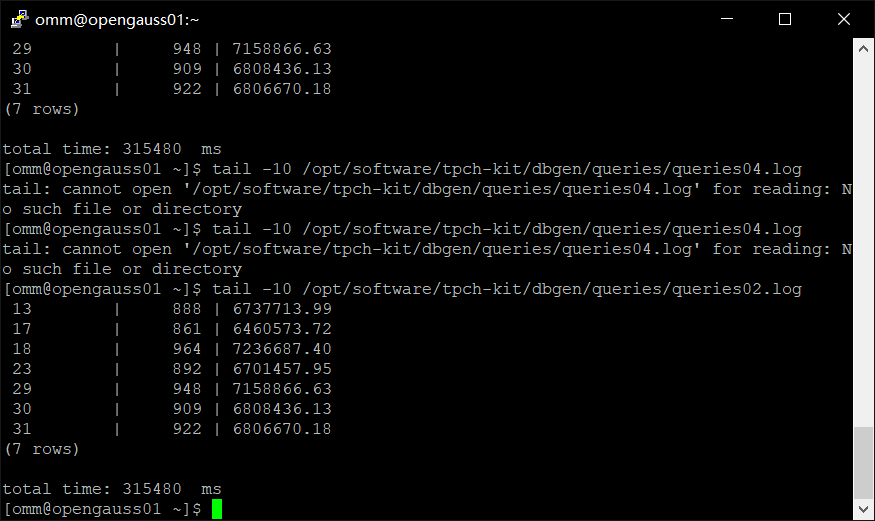 omm@opengauss01:~
29 | 948 | 7158866.63
30 | 909 | 6808436.13
31 | 922 | 6806670.18
(7 rows)
total time: 315480  ms
[omm@opengauss01 ~]$ tail -10 /opt/software/tpch-kit/dbgen/queries/queries04.log
tail: cannot open '/opt/software/tpch-kit/dbgen/queries/queries04.log' for reading: N
o such file or directory
[omm@opengauss01 ~]$ tail -10 /opt/software/tpch-kit/dbgen/queries/queries04.log
tail: cannot open '/opt/software/tpch-kit/dbgen/queries/queries04.log' for reading: N
o such file or directory
[omm@opengauss01 ~]$ tail -10 /opt/software/tpch-kit/dbgen/queries/queries02.log
13 | 888 | 6737713.99
17 | 861 | 6460573.72
18 | 964 | 7236687.40
23 | 892 | 6701457.95
29 | 948 | 7158866.63
30 | 909 | 6808436.13
31 | 922 | 6806670.18
(7 rows)
total time: 315480  ms
[omm@opengauss01 ~]$